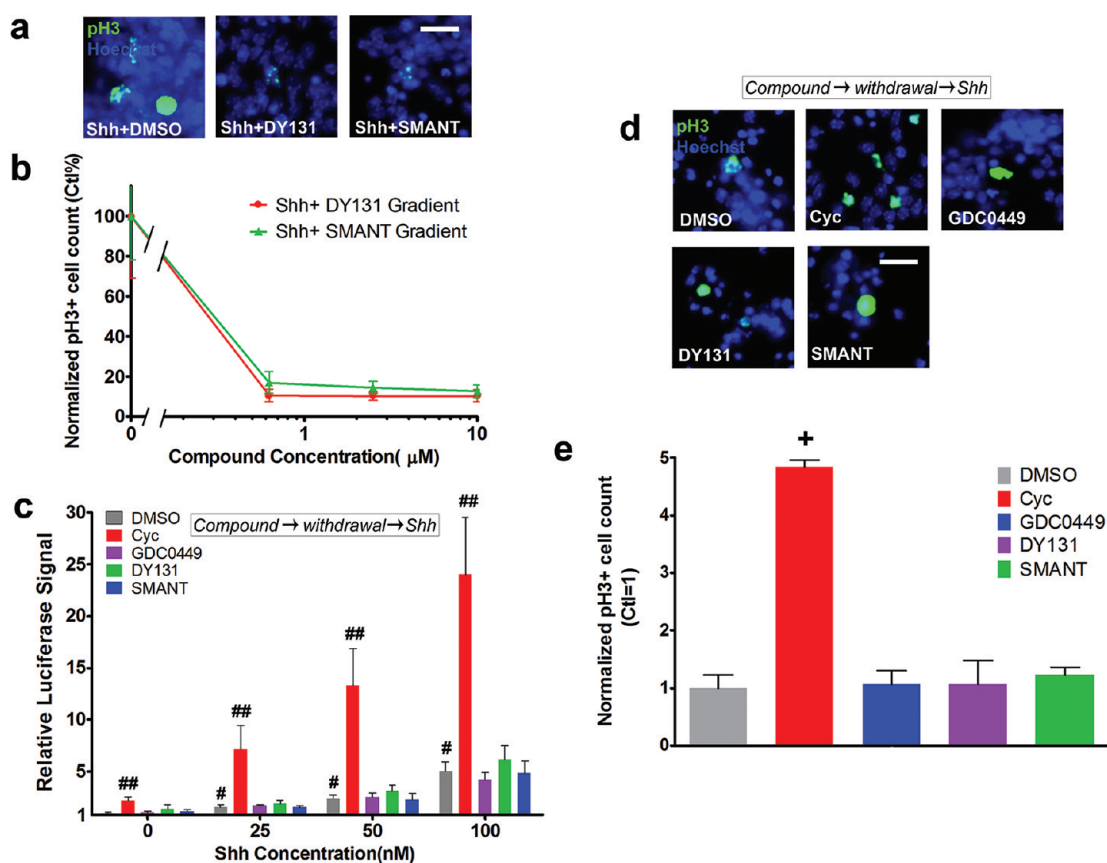 a
pH3
Hoechst
Shh+DMSO
Shh+DY131
Shh+SMANT
b
Normalized pH3+ cell count (Ctl%)
100
80
60
40
20
0
0
1
10
Compound Concentration( μM)
Shh+ DY131 Gradient
Shh+ SMANT Gradient
c
Relative Luciferase Signal
30
25
20
15
10
5
1
DMSO
Cyc
GDC0449
DY131
SMANT
Compound→withdrawal→Shh
##
#
##
#
##
#
##
0
25
50
100
Shh Concentration(nM)
Compound→withdrawal→Shh
d
pH3
Hoechst
DMSO
Cyc
GDC0449
DY131
SMANT
e
Normalized pH3+ cell count
(Ctl=1)
5
4
3
2
1
0
+
DMSO
Cyc
GDC0449
DY131
SMANT